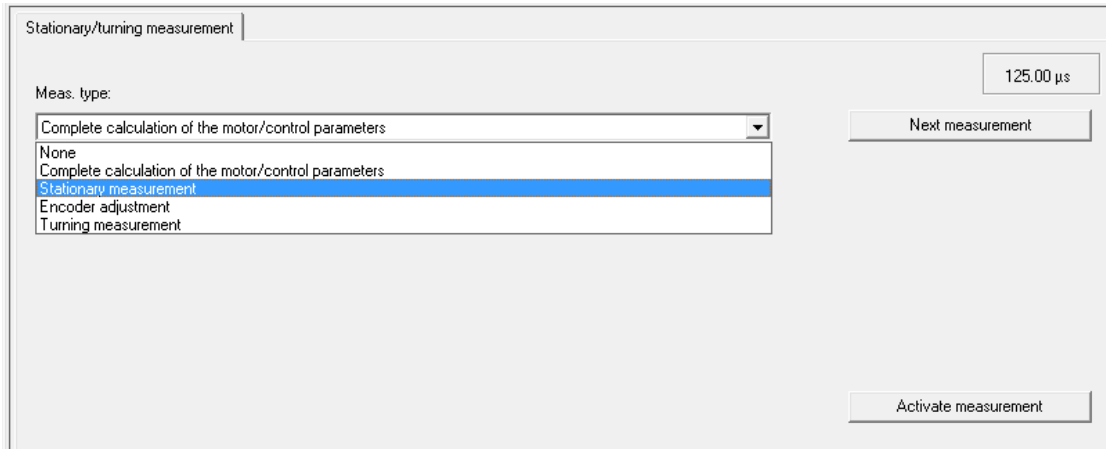 Stationary/turning measurement
125.00 µs
Meas. type:
Complete calculation of the motor/control parameters
Next measurement
None
Complete calculation of the motor/control parameters
Stationary measurement
Encoder adjustment
Turning measurement
Activate measurement